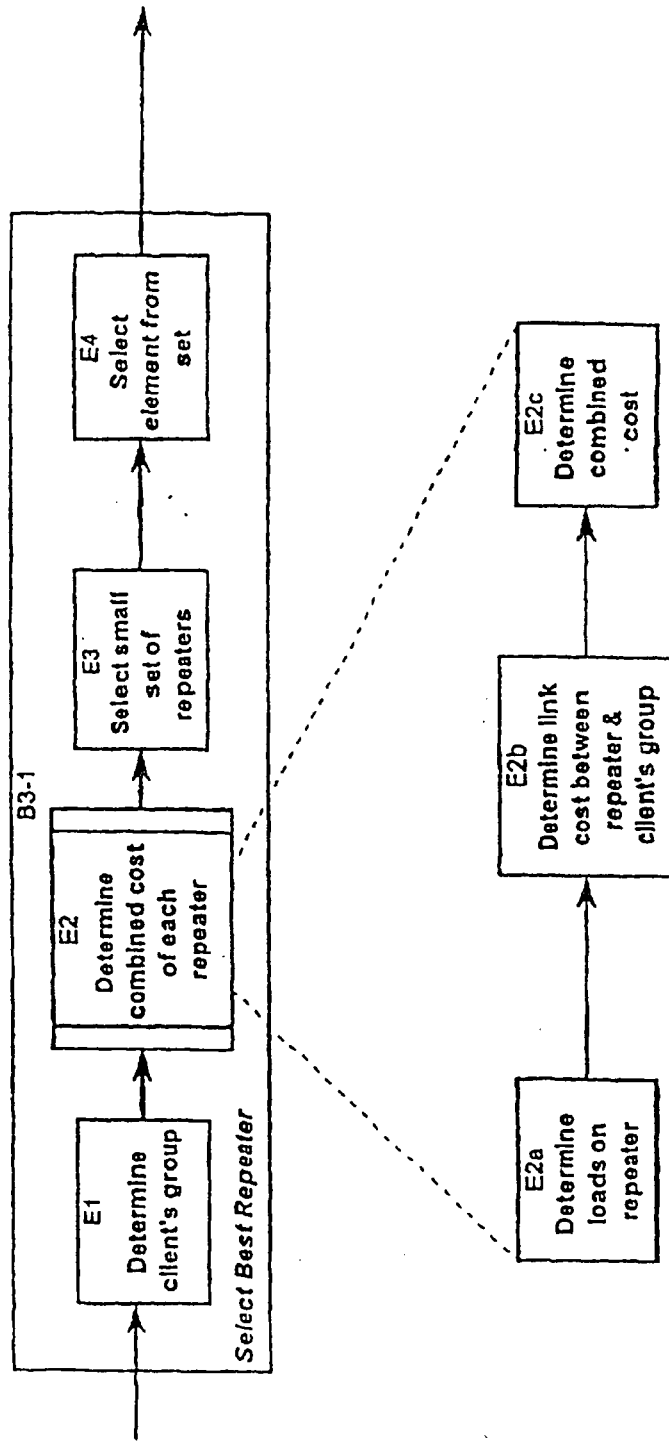 B3-1
E1
Determine
client's group
E2
Determine
combined cost
of each
repeater
E3
Select small
set of
repeaters
E4
Select
element from
set
Select Best Repeater
E2a
Determine
loads on
repeater
E2b
Determine link
cost between
repeater &
client's group
E2c
Determine
combined
cost